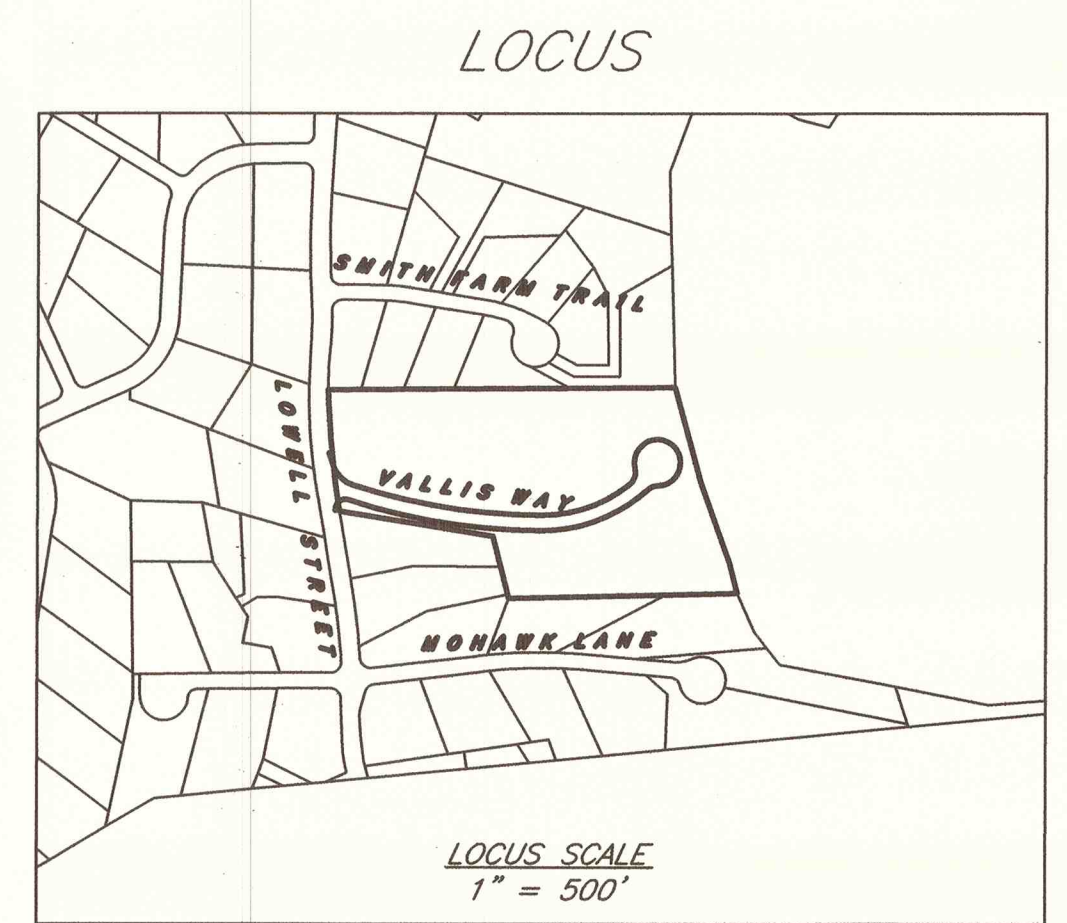 LOCUS
SMITH FARM TRAIL
LOWELL STREET
VALLIS WAY
MOHAWK LANE
LOCUS SCALE
1" = 500'